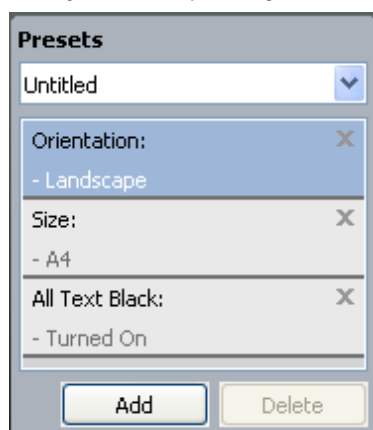 Presets
Untitled
Orientation:
- Landscape
Size:
- A4
All Text Black:
- Turned On
Add Delete